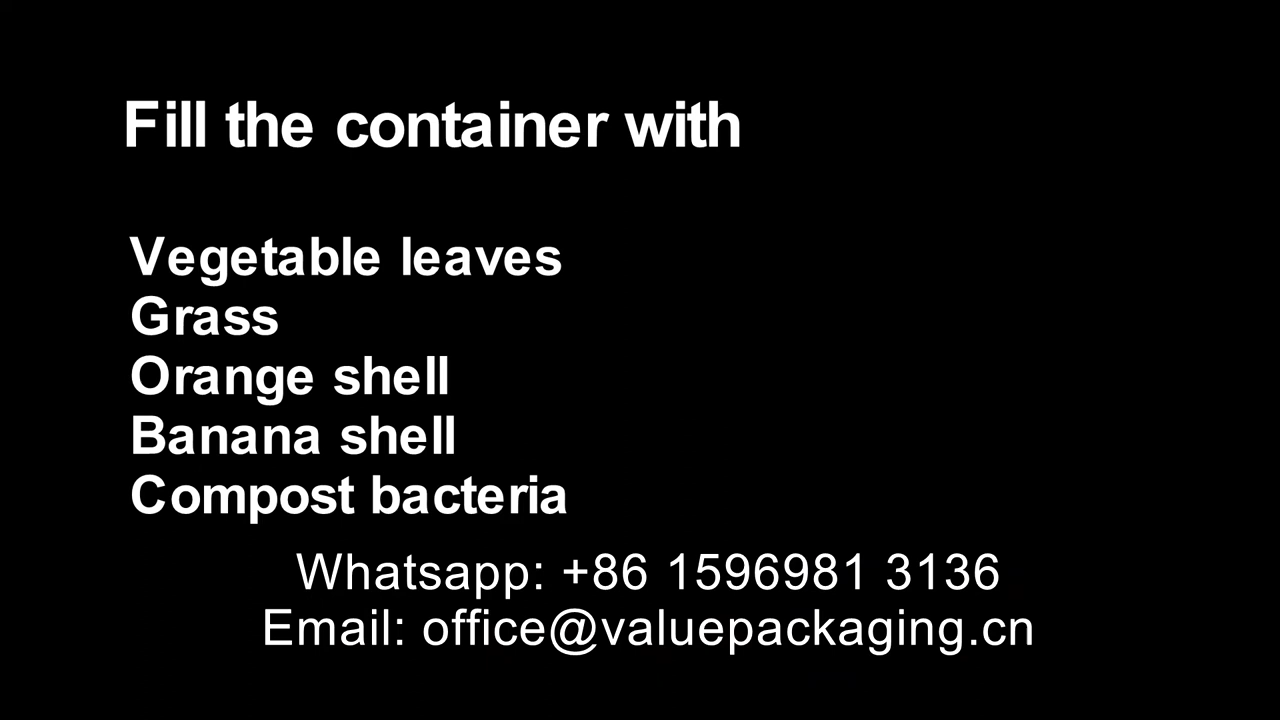 Fill the container with
Vegetable leaves
Grass
Orange shell
Banana shell
Compost bacteria
Whatsapp: +86 1596981 3136
Email: office@valuepackaging.cn